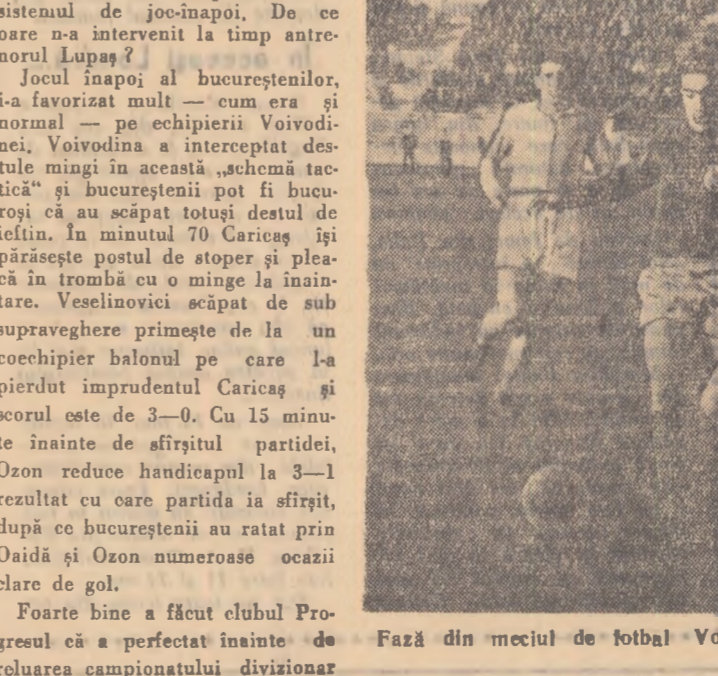 sistemul de joc-înapoi. De ce
oare n-a intervenit la timp antre-
norul Lupaș ?
Jocul înapoi al bucureștenilor,
i-a favorizat mult — cum era și
normal — pe echipierii Voivodi-
nei. Voivodina a interceptat des-
tule mingi în această „schemă tac-
tică“ și bucureștenii pot fi bucu-
roși că au scăpat totuși destul de
ieftin. În minutul 70 Caricaș își
părăsește postul de stoper și plea-
că în trombă cu o minge la înain-
tare. Veselinovici scăpat de sub
supraveghere primește de la un
coechipier balonul pe care l-a
pierdut imprudentul Caricaș și
scorul este de 3—0. Cu 15 minu-
te înainte de sfîrșitul partidei,
Ozon reduce handicapul la 3—1
rezultat cu care partida ia sfîrșit,
după ce bucureștenii au ratat prin
Oaidă și Ozon numeroase ocazii
clare de gol.
Foarte bine a făcut clubul Pro-
gresul că a perfectat înainte de
reluarea campionatului divizionar
Fază din meciul de fotbal Vo